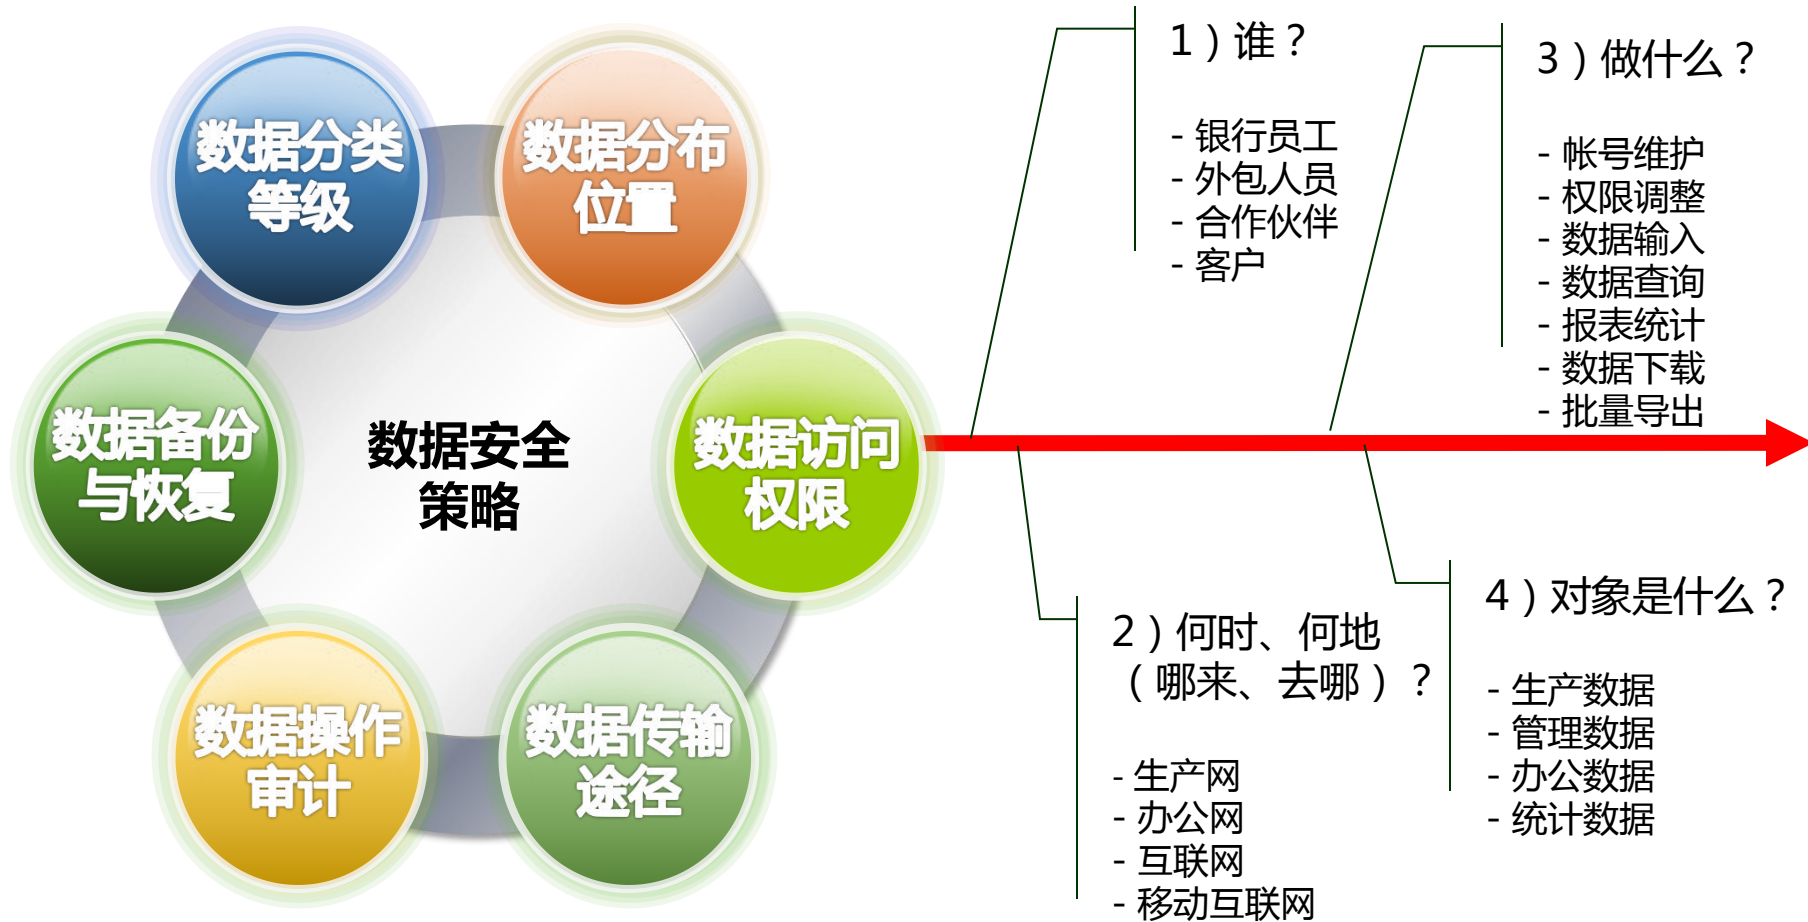 数据分类
等级
数据分布
位置
数据备份
与恢复
数据安全
策略
数据访问
权限
数据操作
审计
数据传输
途径
1）谁？
- 银行员工
- 外包人员
- 合作伙伴
- 客户
3）做什么？
- 帐号维护
- 权限调整
- 数据输入
- 数据查询
- 报表统计
- 数据下载
- 批量导出
2）何时、何地
（哪来、去哪）？
- 生产网
- 办公网
- 互联网
- 移动互联网
4）对象是什么？
- 生产数据
- 管理数据
- 办公数据
- 统计数据